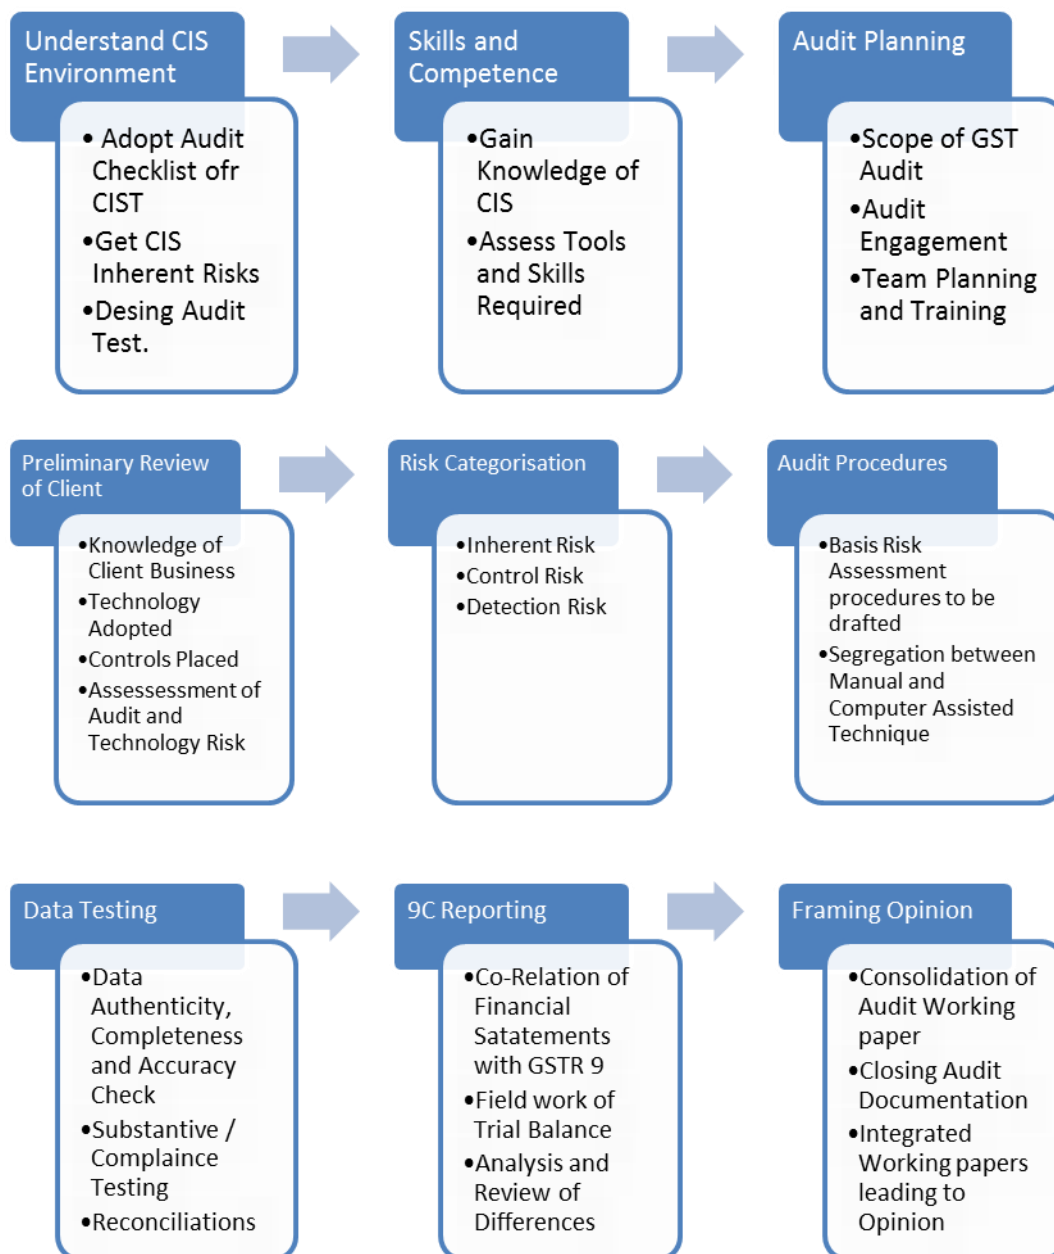 Understand CIS
Environment
• Adopt Audit
Checklist ofr
CIST
•Get CIS
Inherent Risks
•Desing Audit
Test.
Skills and
Competence
•Gain
Knowledge of
CIS
•Assess Tools
and Skills
Required
Audit Planning
•Scope of GST
Audit
•Audit
Engagement
•Team Planning
and Training
Preliminary Review
of Client
•Knowledge of
Client Business
•Technology
Adopted
•Controls Placed
•Assessessment of
Audit and
Technology Risk
Risk Categorisation
•Inherent Risk
•Control Risk
•Detection Risk
Audit Procedures
•Basis Risk
Assessment
procedures to be
drafted
•Segregation between
Manual and
Computer Assisted
Technique
Data Testing
•Data
Authenticity,
Completeness
and Accuracy
Check
•Substantive /
Complaince
Testing
•Reconciliations
9C Reporting
•Co-Relation of
Financial
Satatements
with GSTR 9
•Field work of
Trial Balance
•Analysis and
Review of
Differences
Framing Opinion
•Consolidation of
Audit Working
paper
•Closing Audit
Documentation
•Integrated
Working papers
leading to
Opinion